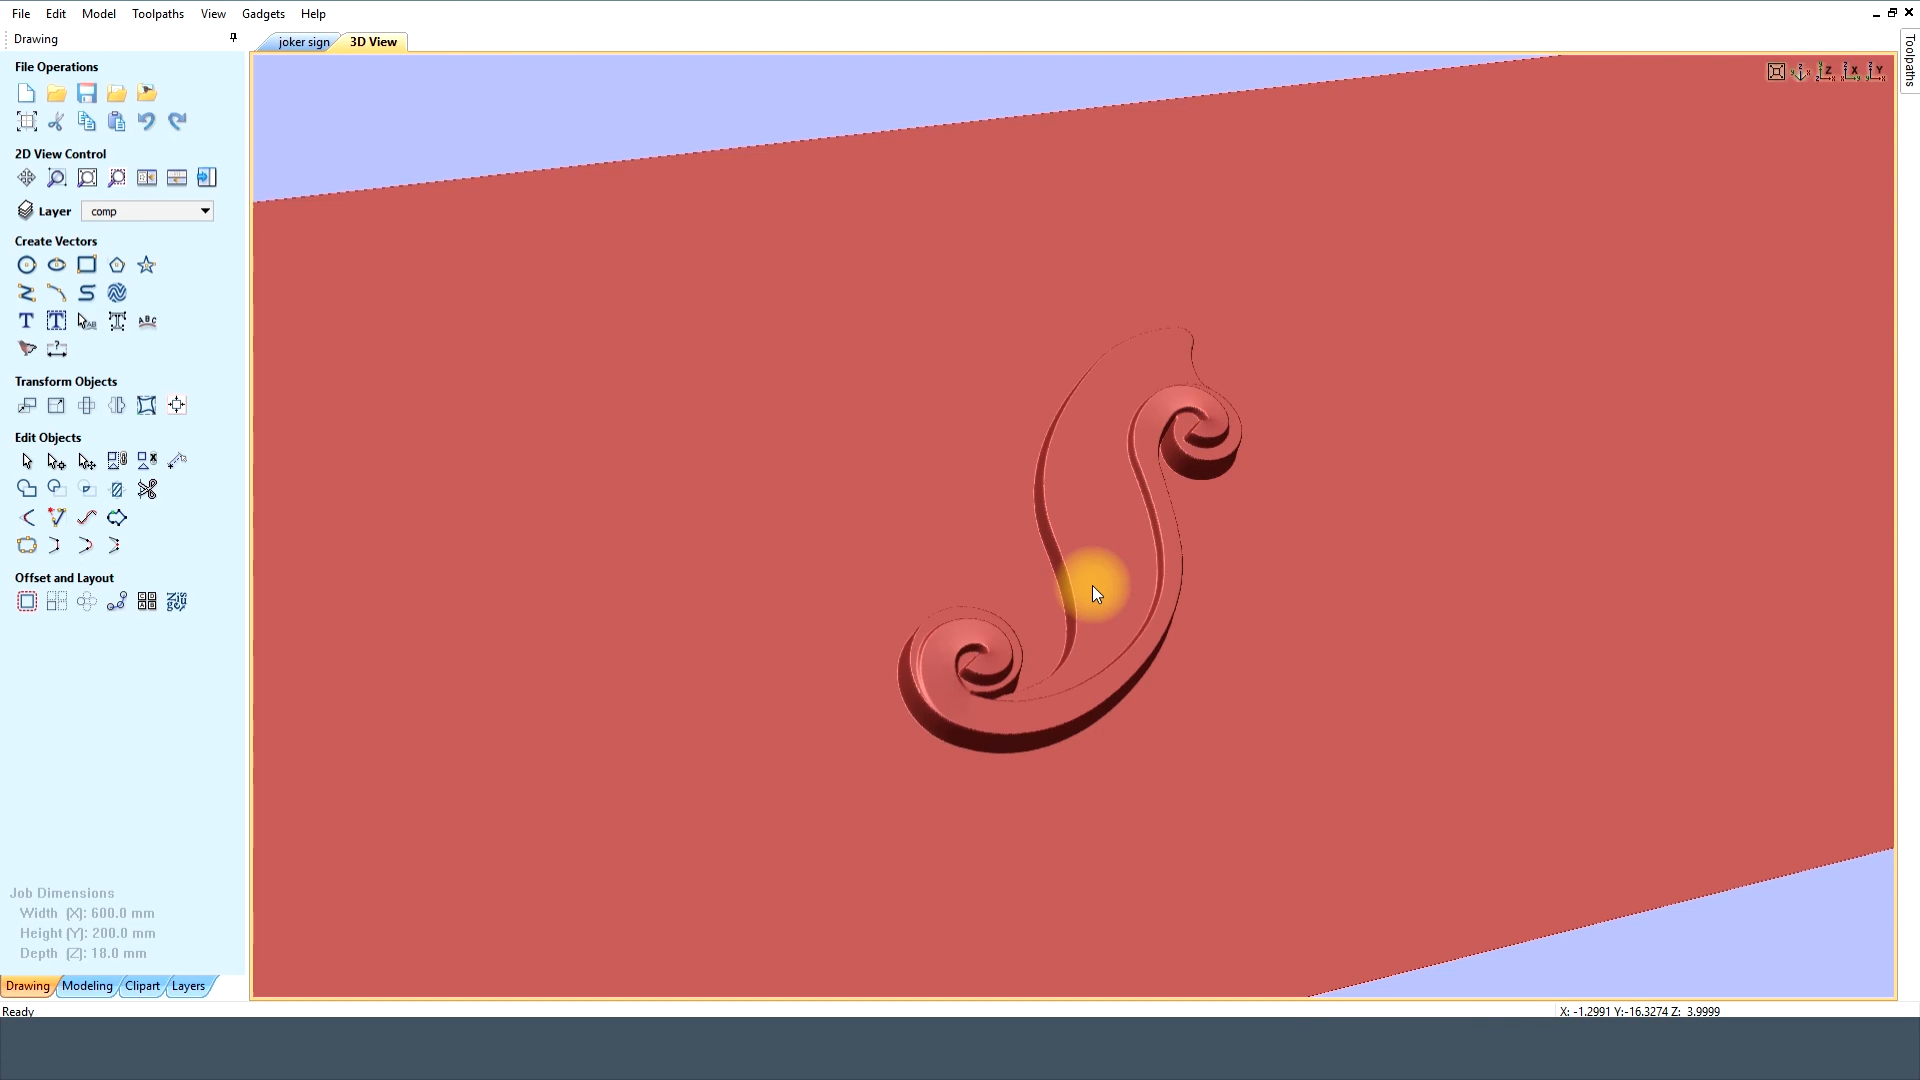 File Edit Model Toolpaths View Gadgets Help
Drawing
joker sign 3D View
Toolpaths
File Operations
2D View Control
Layer comp
Create Vectors
Transform Objects
Edit Objects
Offset and Layout
Job Dimensions
Width (X): 600.0 mm
Height (Y): 200.0 mm
Depth (Z): 18.0 mm
Drawing Modeling Clipart Layers
Ready
X: -1.2991 Y:-16.3274 Z: 3.9999